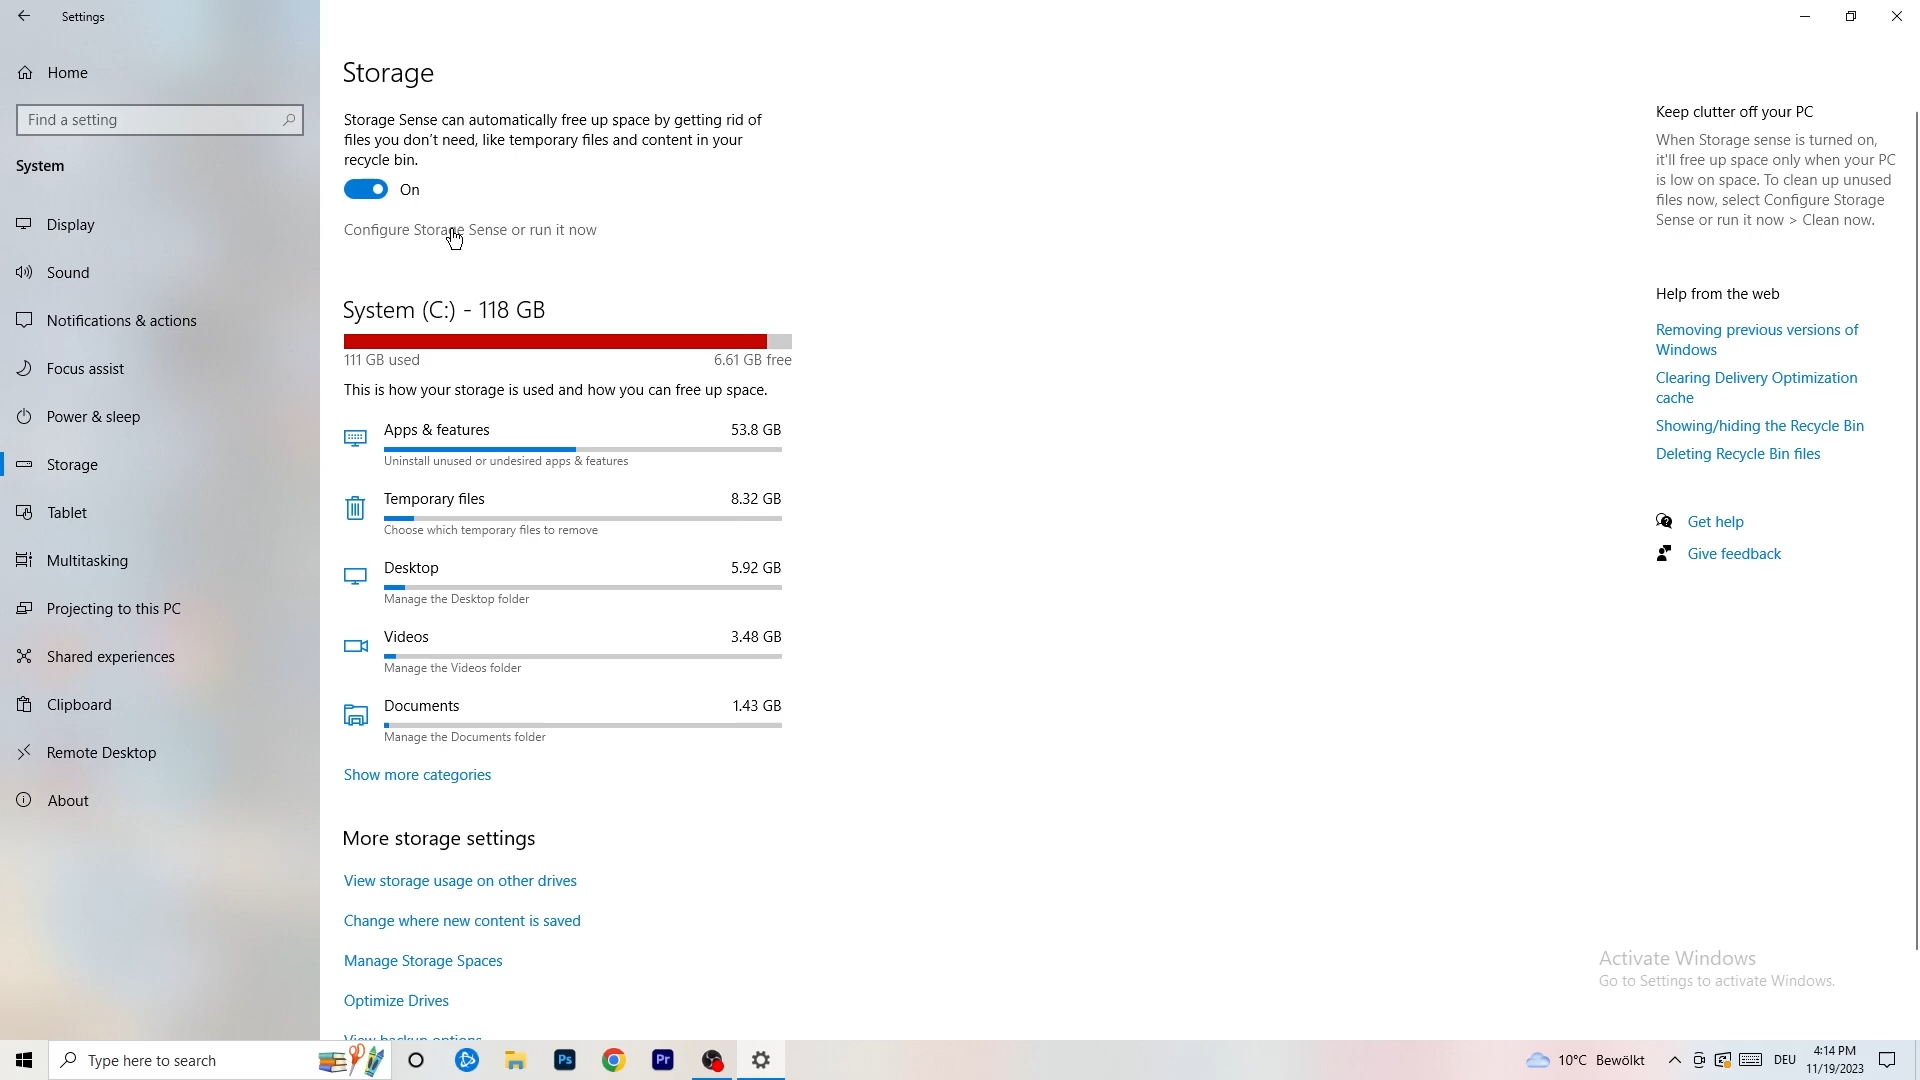 Settings
Home
Find a setting
System
Display
Sound
Notifications & actions
Focus assist
Power & sleep
Storage
Tablet
Multitasking
Projecting to this PC
Shared experiences
Clipboard
Remote Desktop
About
Storage
Storage Sense can automatically free up space by getting rid of
files you don't need, like temporary files and content in your
recycle bin.
On
Configure Storage Sense or run it now
System (C:) - 118 GB
111 GB used
6.61 GB free
This is how your storage is used and how you can free up space.
Apps & features 53.8 GB
Uninstall unused or undesired apps & features
Temporary files 8.32 GB
Choose which temporary files to remove
Desktop 5.92 GB
Manage the Desktop folder
Videos 3.48 GB
Manage the Videos folder
Documents 1.43 GB
Manage the Documents folder
Show more categories
More storage settings
View storage usage on other drives
Change where new content is saved
Manage Storage Spaces
Optimize Drives
View backup options
Keep clutter off your PC
When Storage sense is turned on,
it'll free up space only when your PC
is low on space. To clean up unused
files now, select Configure Storage
Sense or run it now > Clean now.
Help from the web
Removing previous versions of
Windows
Clearing Delivery Optimization
cache
Showing/hiding the Recycle Bin
Deleting Recycle Bin files
Get help
Give feedback
Activate Windows
Go to Settings to activate Windows.
Type here to search
Ps
Pr
10°C Bewölkt
DEU
4:14 PM
11/19/2023